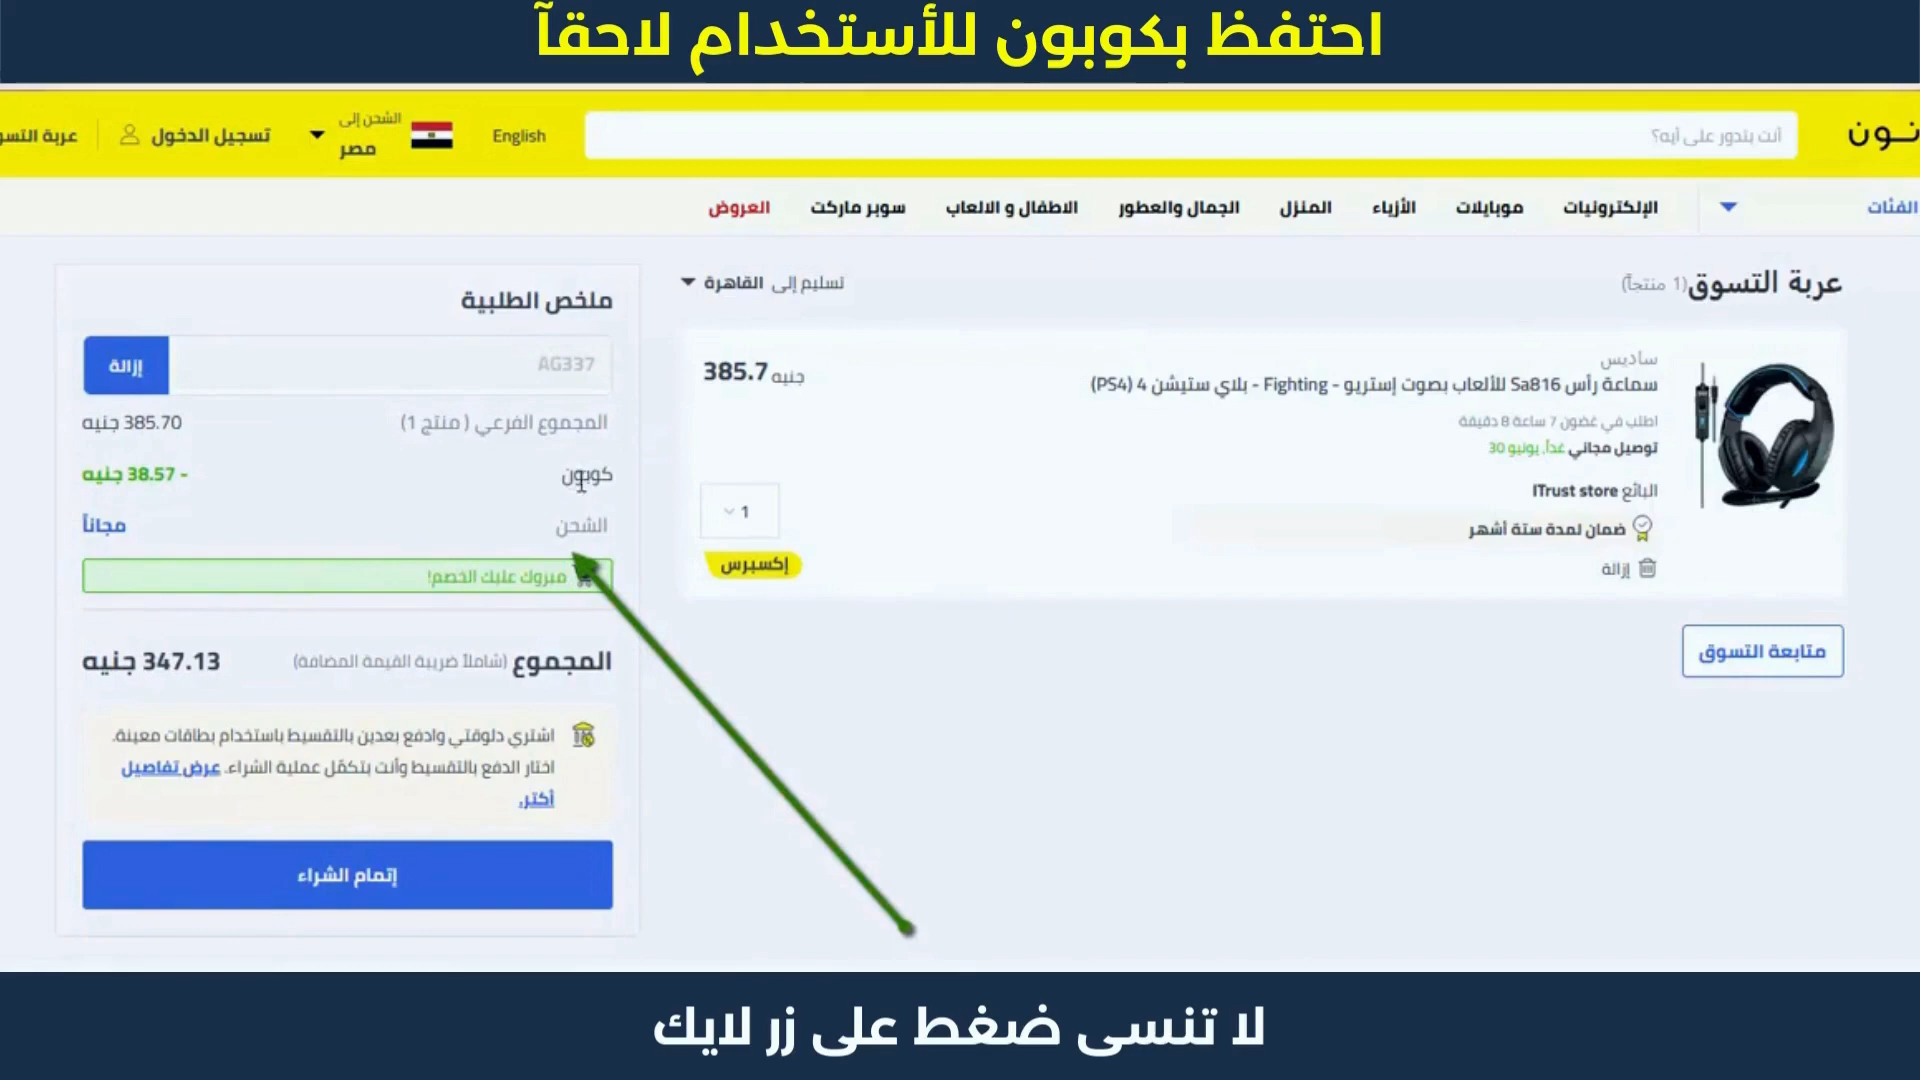 احتفظ بكوبون للأستخدام لاحقآ
نـون
أنت بتدور على أيه؟
English
الشحن إلى
مصر
تسجيل الدخول
عربة
الفئات
الإلكترونيات
موبايلات
الأزياء
المنزل
الجمال والعطور
الاطفال و الالعاب
سوبر ماركت
العروض
عربة التسوق (1 منتجاً)
تسليم إلى القاهرة
ساديس
سماعة رأس Sa816 للألعاب بصوت إستريو - Fighting - بلاي ستيشن 4 (PS4)
جنيه 385.7
اطلب في غضون 7 ساعة 8 دقيقة
توصيل مجاني غداً, يونيو 30
البائع ITrust store
ضمان لمدة ستة أشهر
إزالة
1
إكسبرس
متابعة التسوق
ملخص الطلبية
AG337
إزالة
المجموع الفرعي ( منتج 1)
385.70 جنيه
كوبون
- 38.57 جنيه
الشحن
مجاناً
مبروك عليك الخصم!
المجموع (شاملاً ضريبة القيمة المضافة)
347.13 جنيه
اشتري دلوقتي وادفع بعدين بالتقسيط باستخدام بطاقات معينة.
اختار الدفع بالتقسيط وأنت بتكمّل عملية الشراء. عرض تفاصيل
أكتر.
إتمام الشراء
لا تنسى ضغط على زر لايك